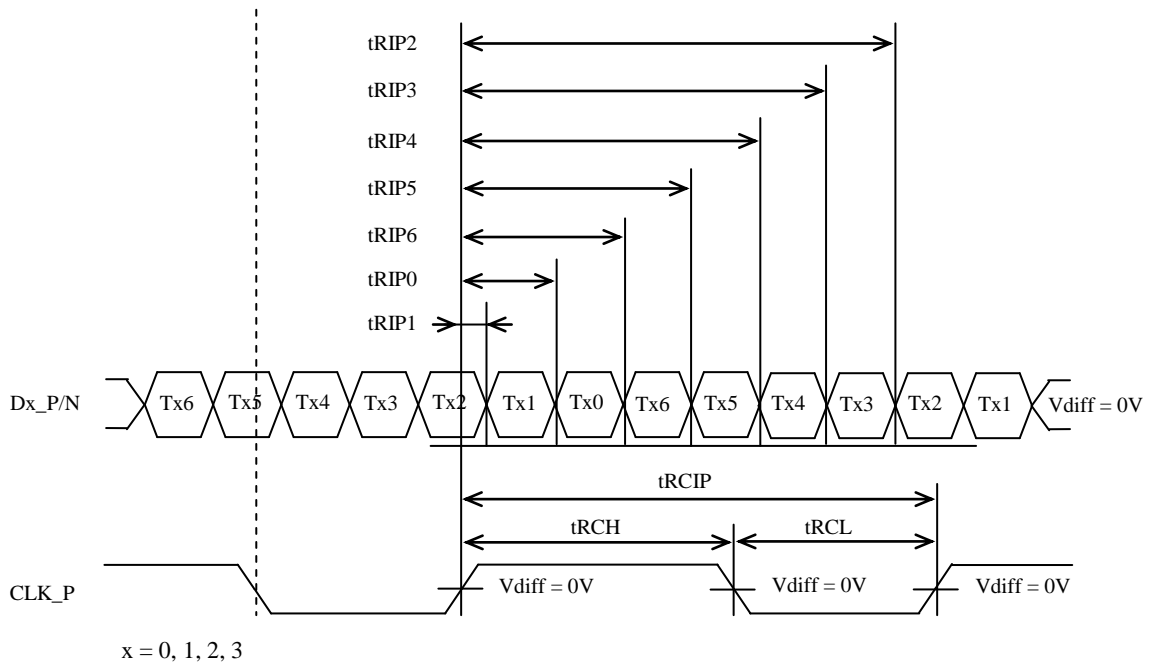 tRIP2
tRIP3
tRIP4
tRIP5
tRIP6
tRIP0
tRIP1
Dx_P/N Tx6 Tx5 Tx4 Tx3 Tx2 Tx1 Tx0 Tx6 Tx5 Tx4 Tx3 Tx2 Tx1 Vdiff = 0V
tRCIP
tRCH tRCL
CLK_P Vdiff = 0V Vdiff = 0V Vdiff = 0V
x = 0, 1, 2, 3